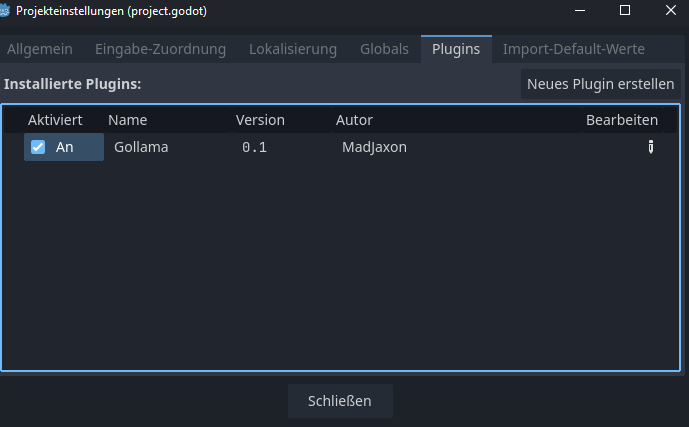 Projekteinstellungen (project.godot)
Allgemein Eingabe-Zuordnung Lokalisierung Globals Plugins Import-Default-Werte
Installierte Plugins: Neues Plugin erstellen
Aktiviert Name Version Autor Bearbeiten
An Gollama 0.1 MadJaxon
Schließen